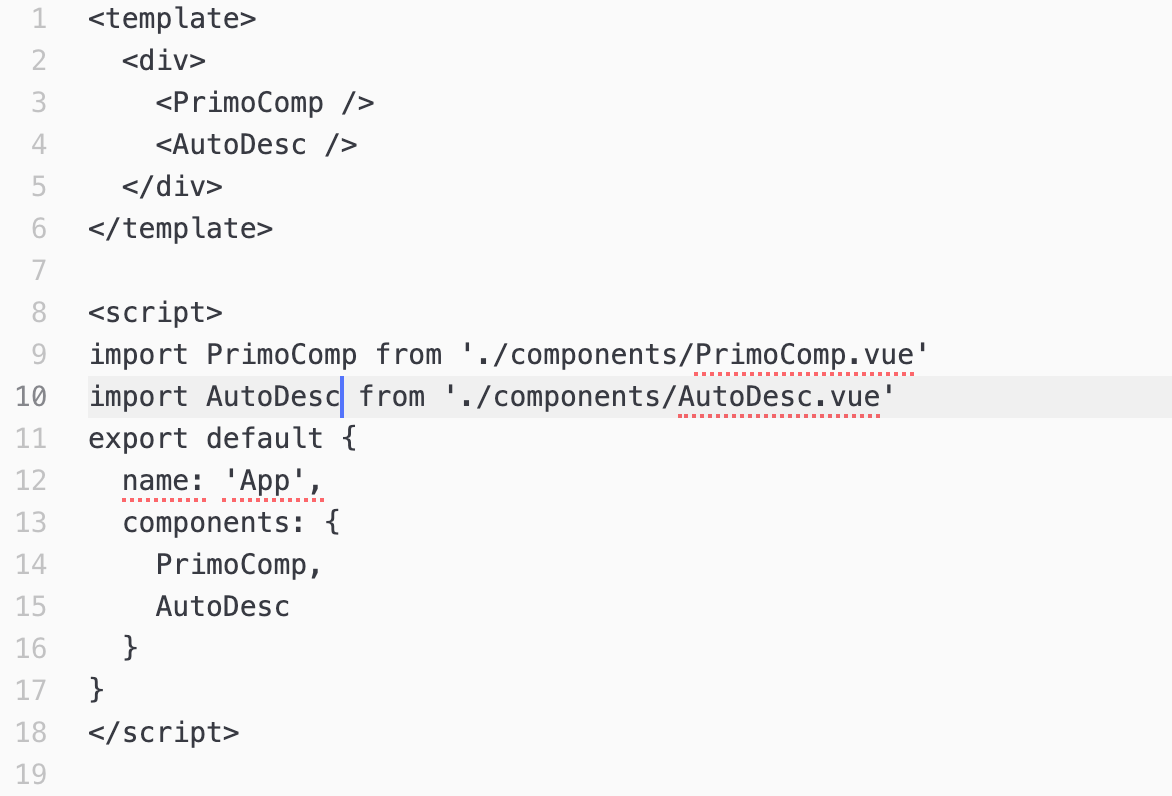 1 <template>
2   <div>
3     <PrimoComp />
4     <AutoDesc />
5   </div>
6 </template>
7
8 <script>
9 import PrimoComp from './components/PrimoComp.vue'
10 import AutoDesc from './components/AutoDesc.vue'
11 export default {
12   name: 'App',
13   components: {
14     PrimoComp,
15     AutoDesc
16   }
17 }
18 </script>
19